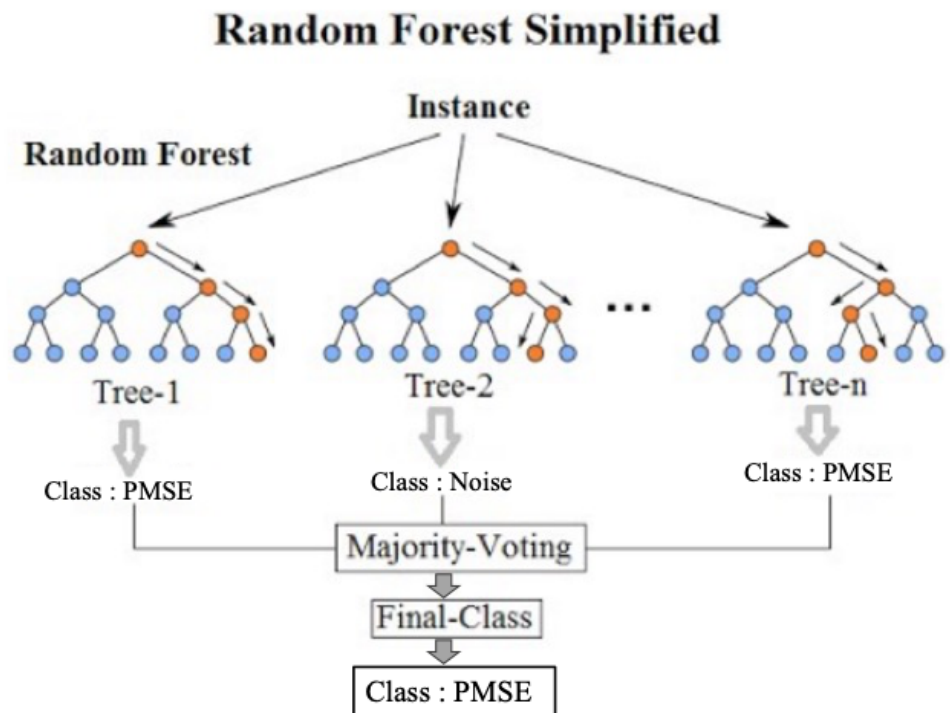 Random Forest Simplified
Instance
Random Forest
...
Tree-1
Tree-2
Tree-n
Class : PMSE
Class : Noise
Class : PMSE
Majority-Voting
Final-Class
Class : PMSE